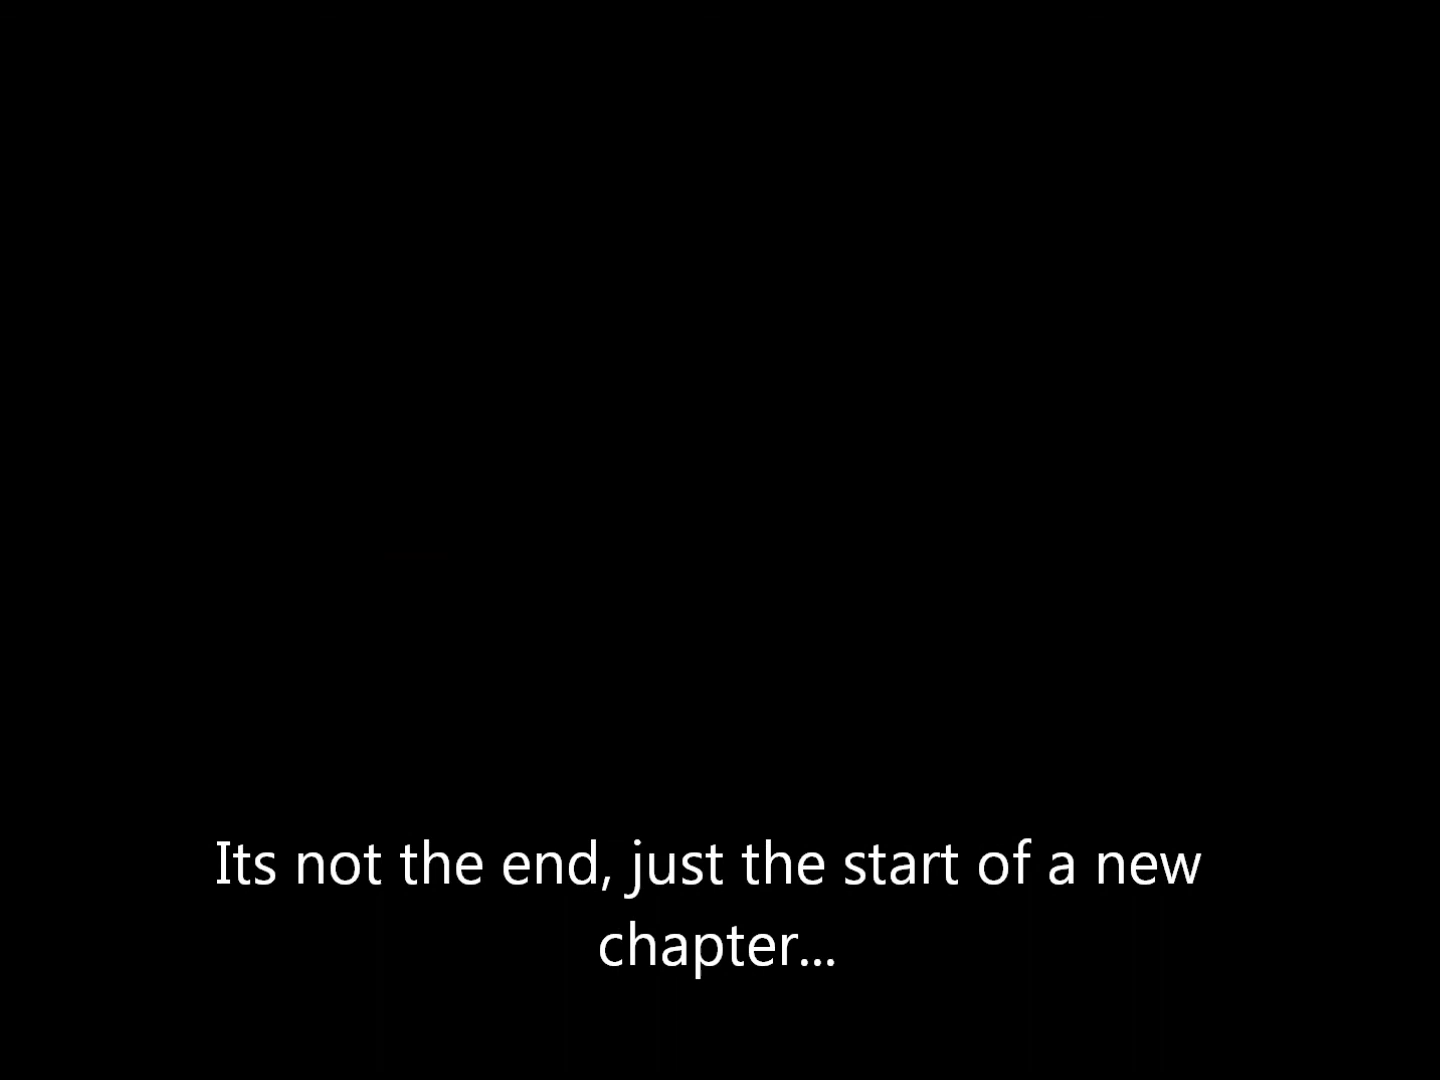 Its not the end, just the start of a new
chapter...